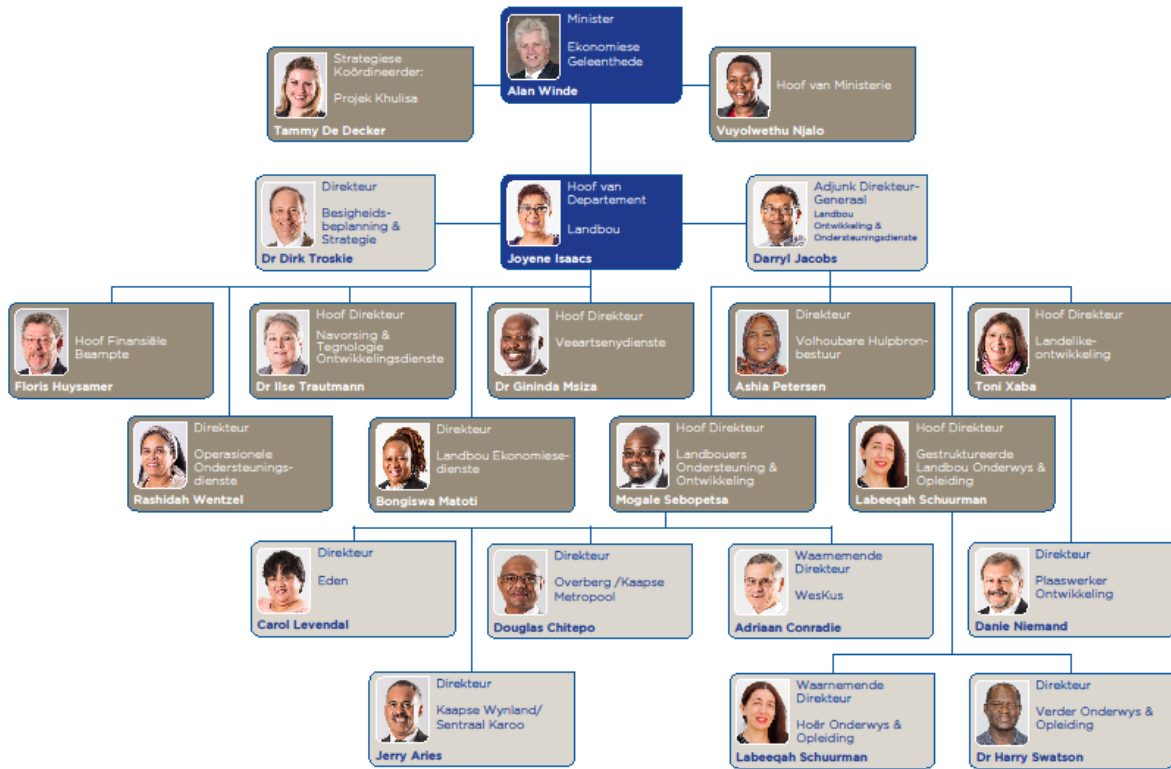 Minister
Ekonomiese
Geleenthede
Alan Winde
Strategiese
Koördineerder:
Projek Khulisa
Tammy De Decker
Hoof van Ministerie
Vuyolwethu Njalo
Direkteur
Besigheids-
beplanning &
Strategie
Dr Dirk Troskie
Hoof van
Departement
Landbou
Joyene Isaacs
Adjunk Direkteur-
Generaal
Landbou
Ontwikkeling &
Ondersteuningsdienste
Darryl Jacobs
Hoof Finansiële
Beampte
Floris Huysamer
Hoof Direkteur
Navorsing &
Tegnologie
Ontwikkelingsdienste
Dr Ilse Trautmann
Hoof Direkteur
Veeartsenydienste
Dr Gininda Msiza
Direkteur
Volhoubare Hulpbron-
bestuur
Ashia Petersen
Hoof Direkteur
Landelike-
ontwikkeling
Toni Xaba
Direkteur
Operasionele
Ondersteunings-
dienste
Rashidah Wentzel
Direkteur
Landbou Ekonomiese-
dienste
Bongiswa Matoti
Hoof Direkteur
Landbouers
Ondersteuning &
Ontwikkeling
Mogale Sebopetsa
Hoof Direkteur
Gestruktureerde
Landbou Onderwys &
Opleiding
Labeeqah Schuurman
Direkteur
Eden
Carol Levendal
Direkteur
Overberg /Kaapse
Metropool
Douglas Chitepo
Waarnemende
Direkteur
WesKus
Adriaan Conradie
Direkteur
Plaaswerker
Ontwikkeling
Danie Niemand
Direkteur
Kaapse Wynland/
Sentraal Karoo
Jerry Aries
Waarnemende
Direkteur
Hoër Onderwys &
Opleiding
Labeeqah Schuurman
Direkteur
Verder Onderwys &
Opleiding
Dr Harry Swatson